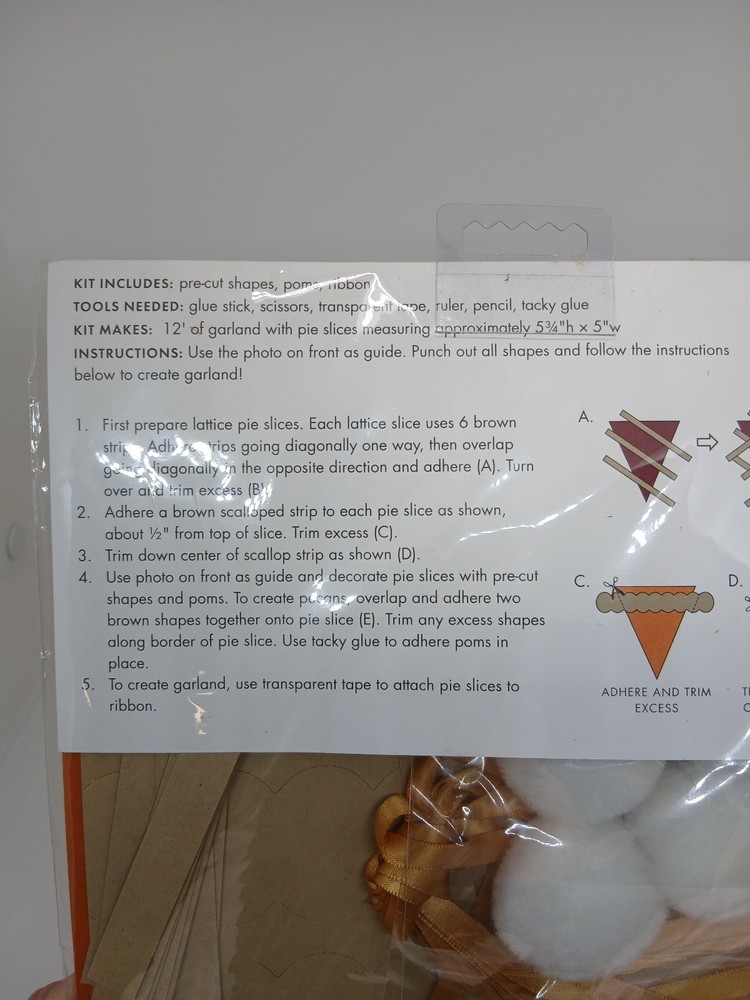 KIT INCLUDES: pre-cut shapes, poms, ribbon
TOOLS NEEDED: glue stick, scissors, transparent tape, ruler, pencil, tacky glue
KIT MAKES: 12' of garland with pie slices measuring approximately 5¾"h x 5"w
INSTRUCTIONS: Use the photo on front as guide. Punch out all shapes and follow the instructions
below to create garland!
1. First prepare lattice pie slices. Each lattice slice uses 6 brown
strips. Adhere strips going diagonally one way, then overlap
going diagonally in the opposite direction and adhere (A). Turn
over and trim excess (B).
2. Adhere a brown scalloped strip to each pie slice as shown,
about ½" from top of slice. Trim excess (C).
3. Trim down center of scallop strip as shown (D).
4. Use photo on front as guide and decorate pie slices with pre-cut
shapes and poms. To create pecans, overlap and adhere two
brown shapes together onto pie slice (E). Trim any excess shapes
along border of pie slice. Use tacky glue to adhere poms in
place.
5. To create garland, use transparent tape to attach pie slices to
ribbon.
A.
C.
D.
ADHERE AND TRIM
EXCESS